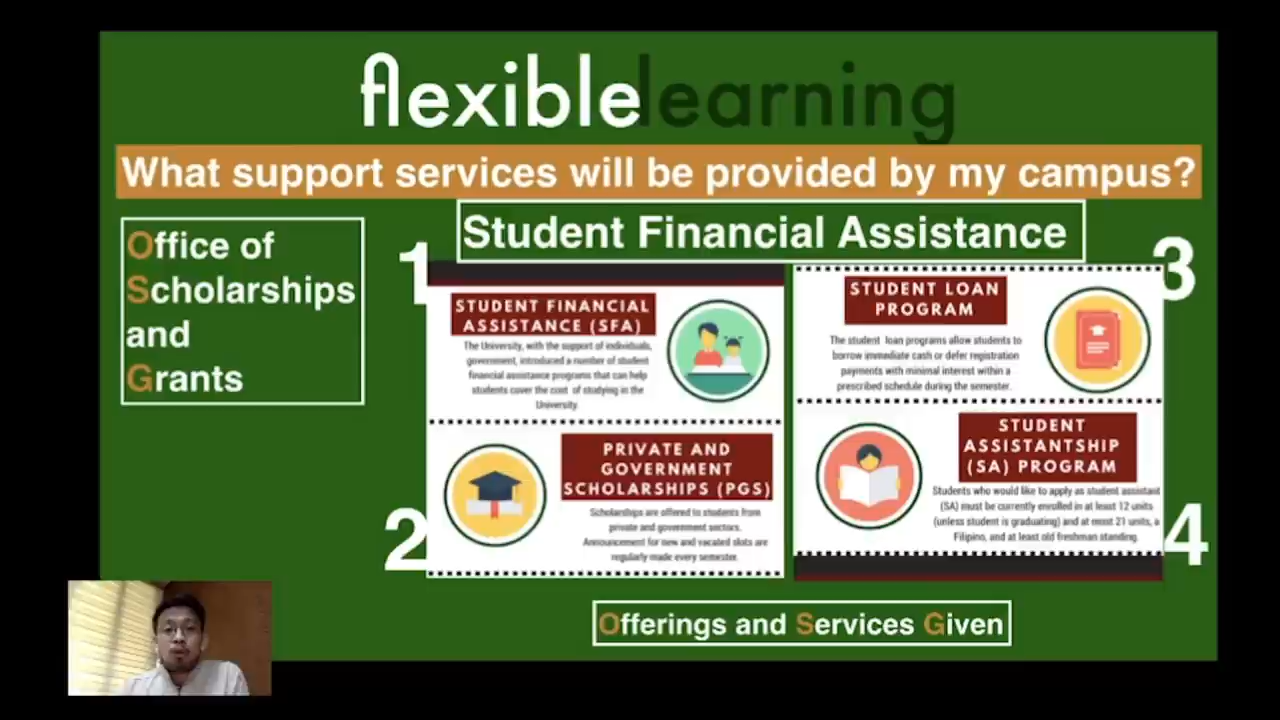 flexiblelearning
What support services will be provided by my campus?
Office of
Scholarships
and
Grants
Student Financial Assistance
1
STUDENT FINANCIAL
ASSISTANCE (SFA)
The University, with the support of individuals,
government, introduced a number of student
financial assistance programs that can help
students cover the cost of studying in the
University.
2
PRIVATE AND
GOVERNMENT
SCHOLARSHIPS (PGS)
Scholarships are offered to students from
private and government sectors.
Announcement for new and vacated slots are
regularly made every semester.
3
STUDENT LOAN
PROGRAM
The student loan programs allow students to
borrow immediate cash or defer registration
payments with minimal interest within a
prescribed schedule during the semester.
4
STUDENT
ASSISTANTSHIP
(SA) PROGRAM
Students who would like to apply as student assistant
(SA) must be currently enrolled in at least 12 units
(unless student is graduating) and at most 21 units, a
Filipino, and at least old freshman standing.
Offerings and Services Given